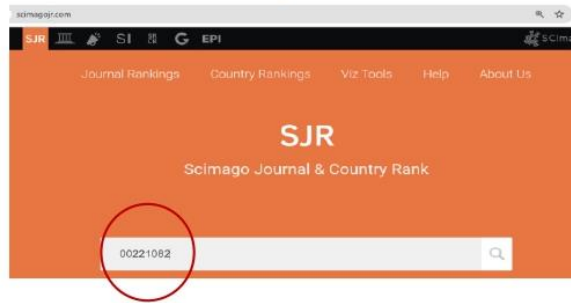 scimagojr.com
SJR SI G EPI
Journal Rankings Country Rankings Viz Tools Help About Us
SJR
Scimago Journal & Country Rank
00221082